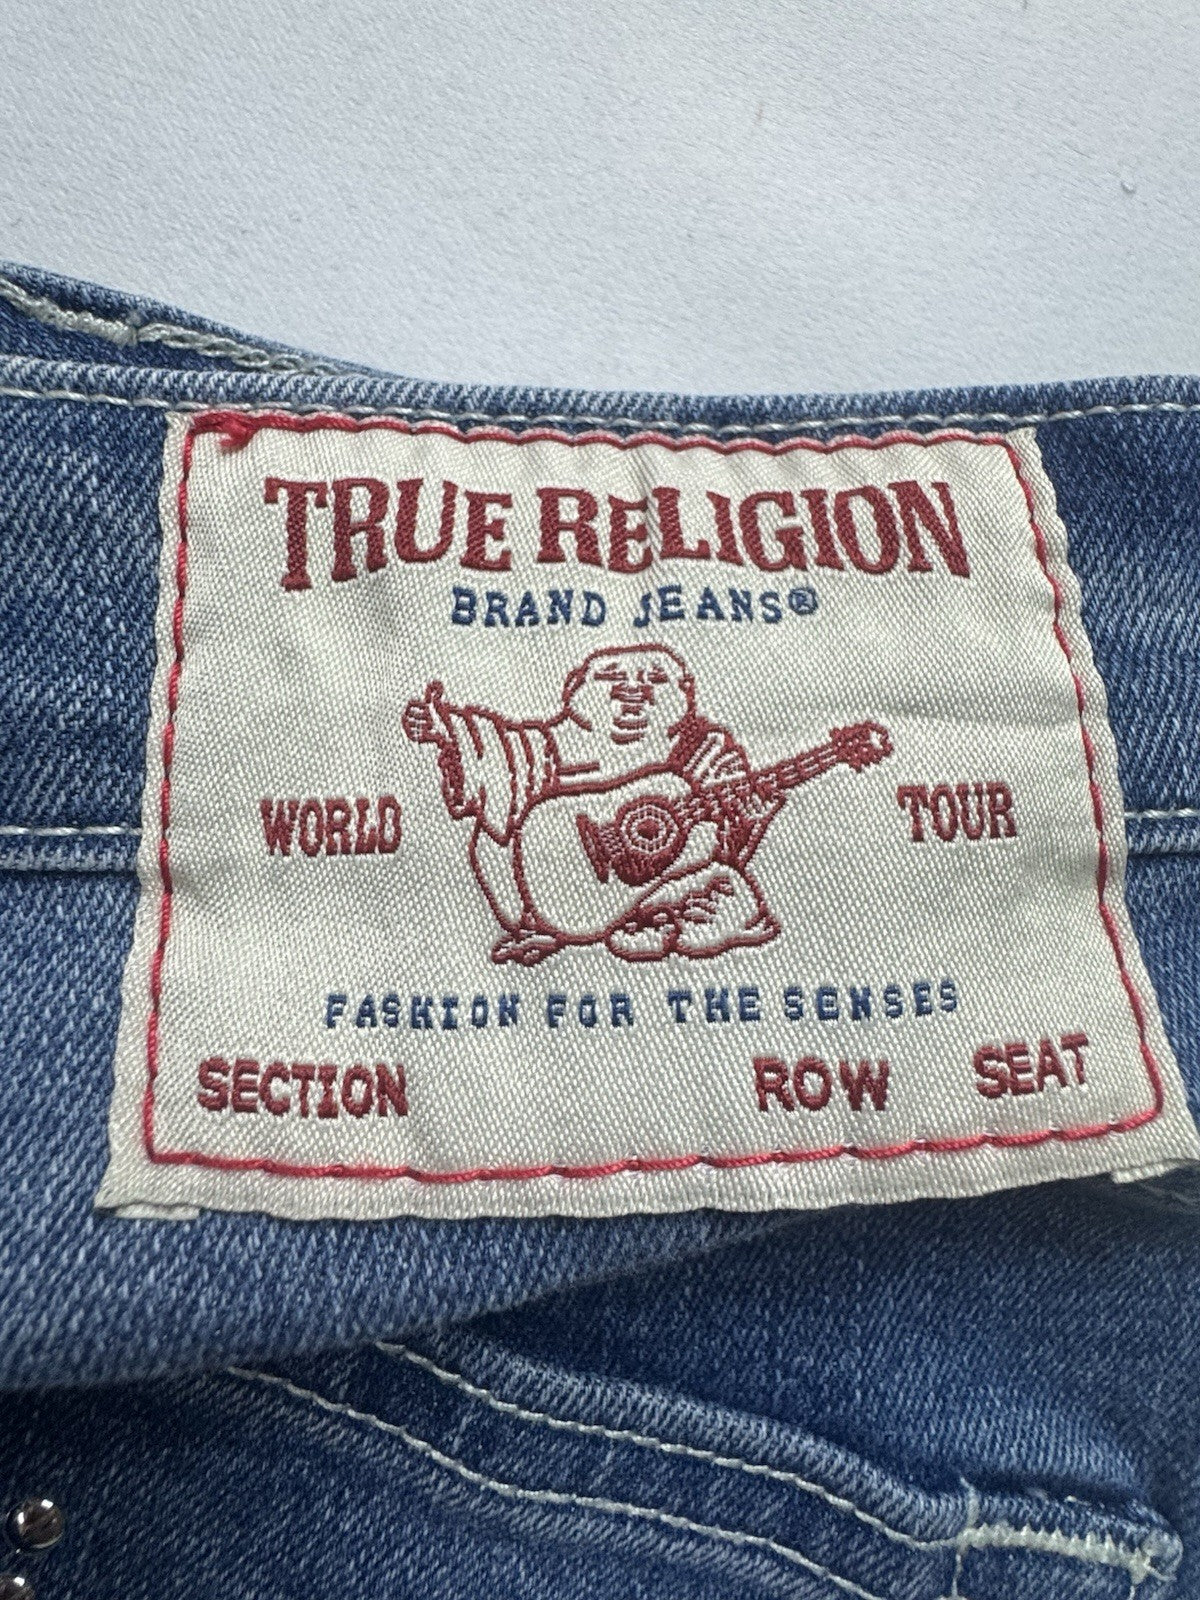 TRUE RELIGION
BRAND JEANS®
WORLD TOUR
FASHION FOR THE SENSES
SECTION ROW SEAT